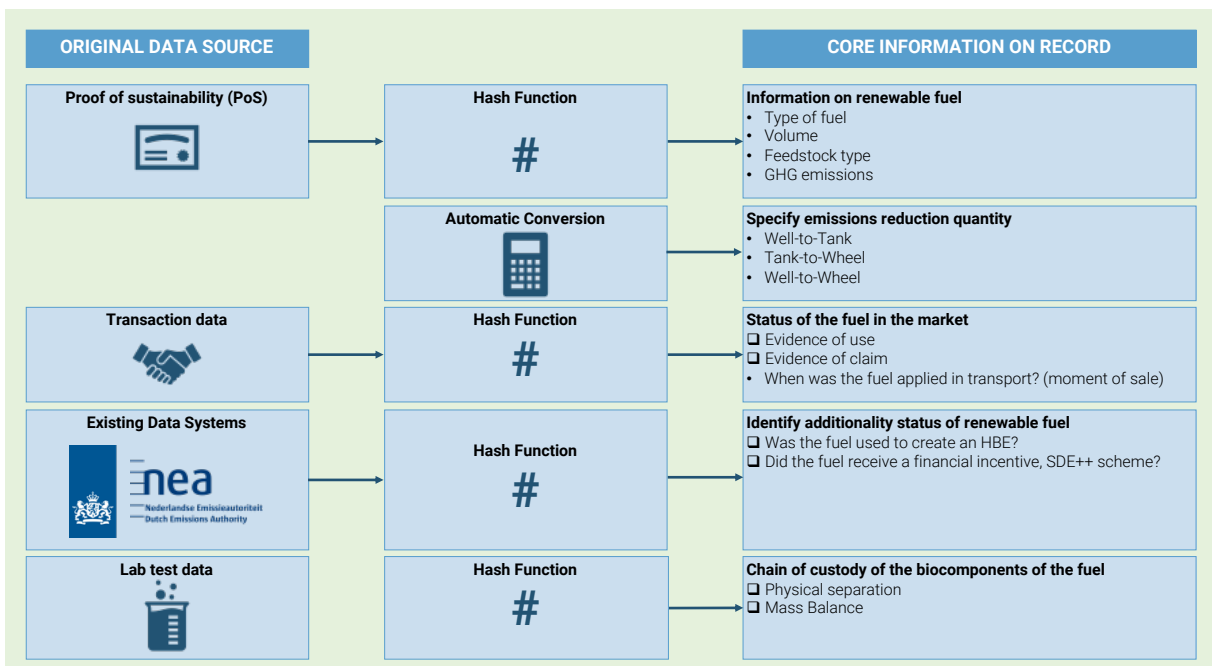 ORIGINAL DATA SOURCE
CORE INFORMATION ON RECORD
Proof of sustainability (PoS)
Hash Function
#
Information on renewable fuel
• Type of fuel
• Volume
• Feedstock type
• GHG emissions
Automatic Conversion
Specify emissions reduction quantity
• Well-to-Tank
• Tank-to-Wheel
• Well-to-Wheel
Transaction data
Hash Function
#
Status of the fuel in the market
❑ Evidence of use
❑ Evidence of claim
• When was the fuel applied in transport? (moment of sale)
Existing Data Systems
nea
Nederlandse Emissieautoriteit
Dutch Emissions Authority
Hash Function
#
Identify additionality status of renewable fuel
❑ Was the fuel used to create an HBE?
❑ Did the fuel receive a financial incentive, SDE++ scheme?
Lab test data
Hash Function
#
Chain of custody of the biocomponents of the fuel
❑ Physical separation
❑ Mass Balance